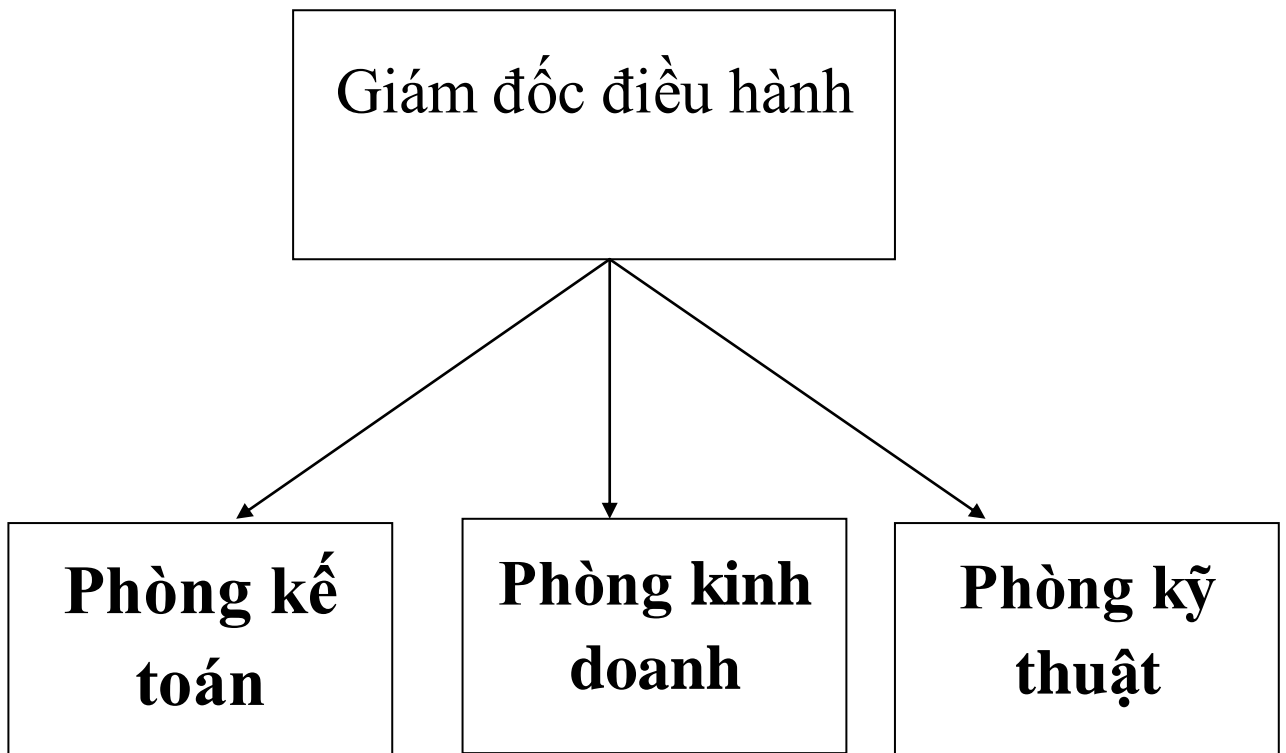 Giám đốc điều hành
Phòng kế
toán
Phòng kinh
doanh
Phòng kỹ
thuật